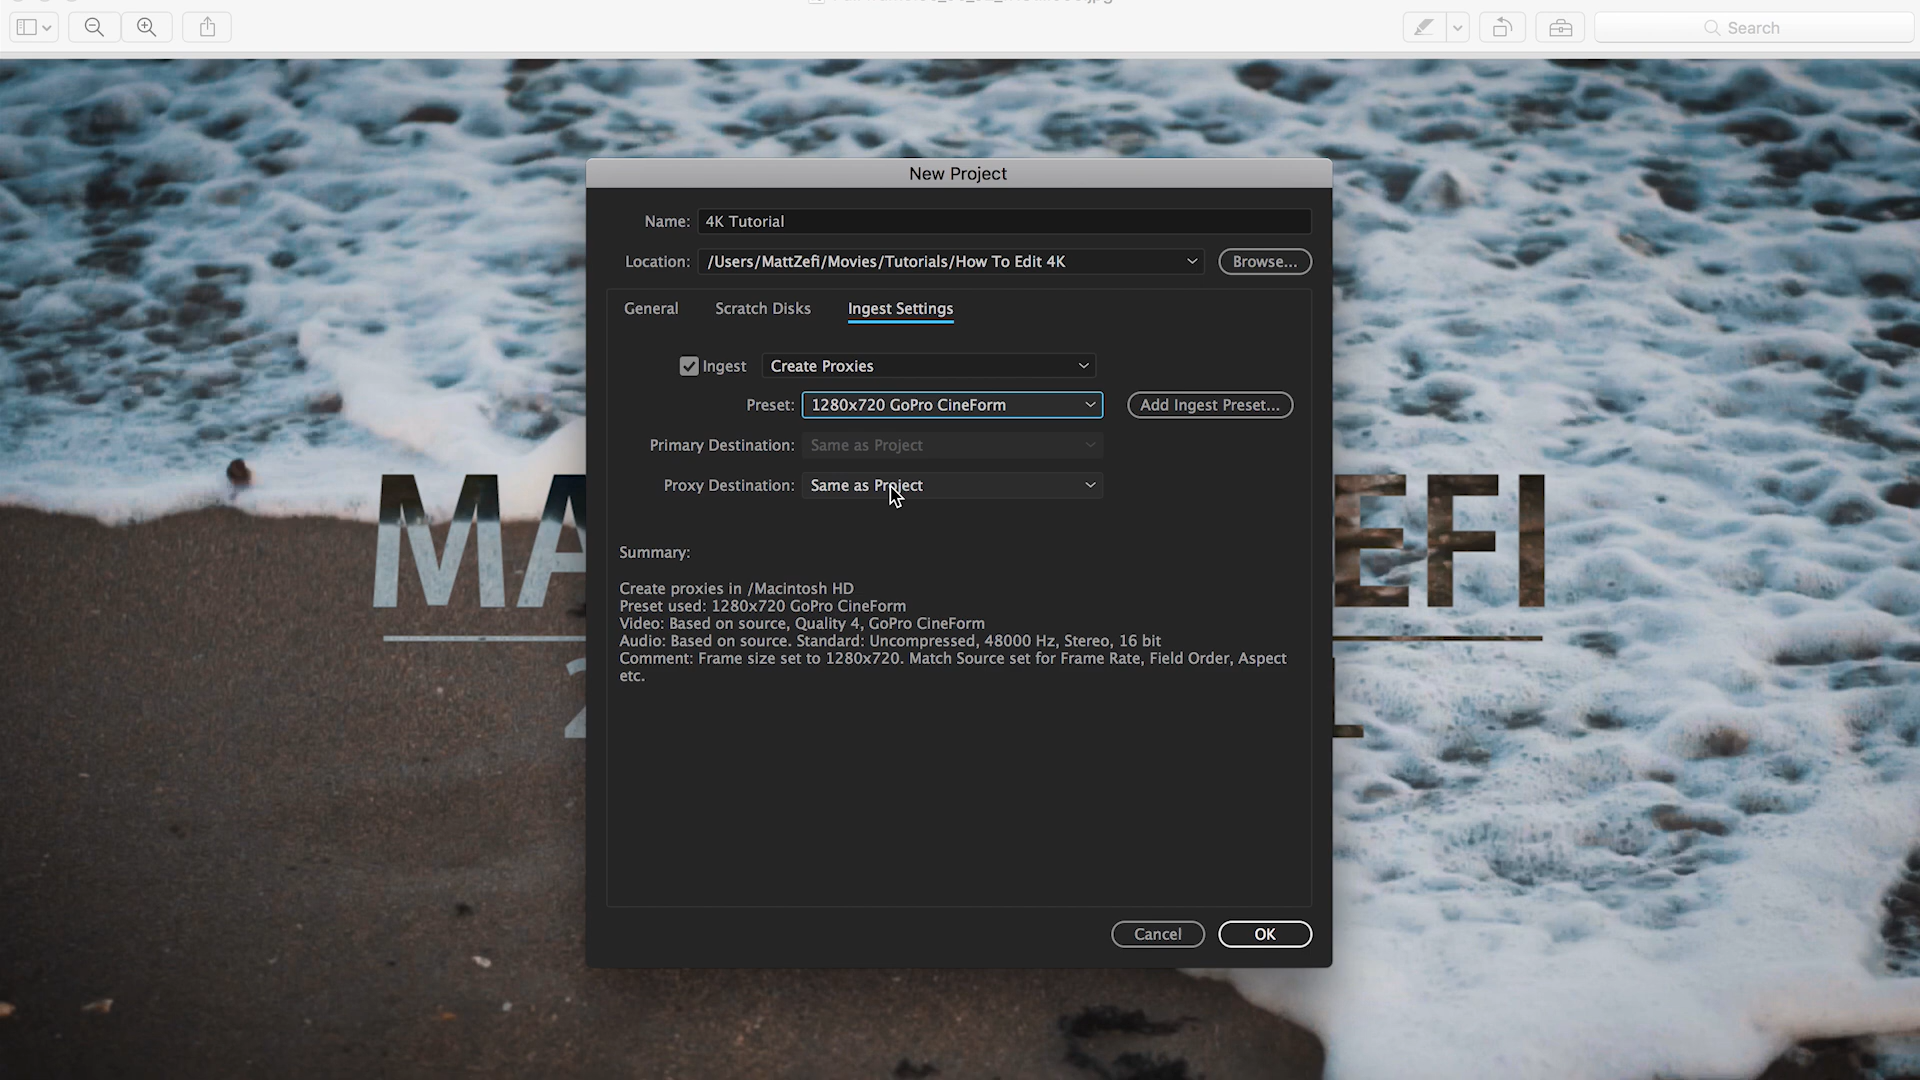 Search
New Project
Name: 4K Tutorial
Location: /Users/MattZefi/Movies/Tutorials/How To Edit 4K Browse...
General Scratch Disks Ingest Settings
Ingest Create Proxies
Preset: 1280x720 GoPro CineForm Add Ingest Preset...
Primary Destination: Same as Project
Proxy Destination: Same as Project
MA EFI
Summary:
Create proxies in /Macintosh HD
Preset used: 1280x720 GoPro CineForm
Video: Based on source, Quality 4, GoPro CineForm
Audio: Based on source. Standard: Uncompressed, 48000 Hz, Stereo, 16 bit
Comment: Frame size set to 1280x720. Match Source set for Frame Rate, Field Order, Aspect
etc.
Cancel OK